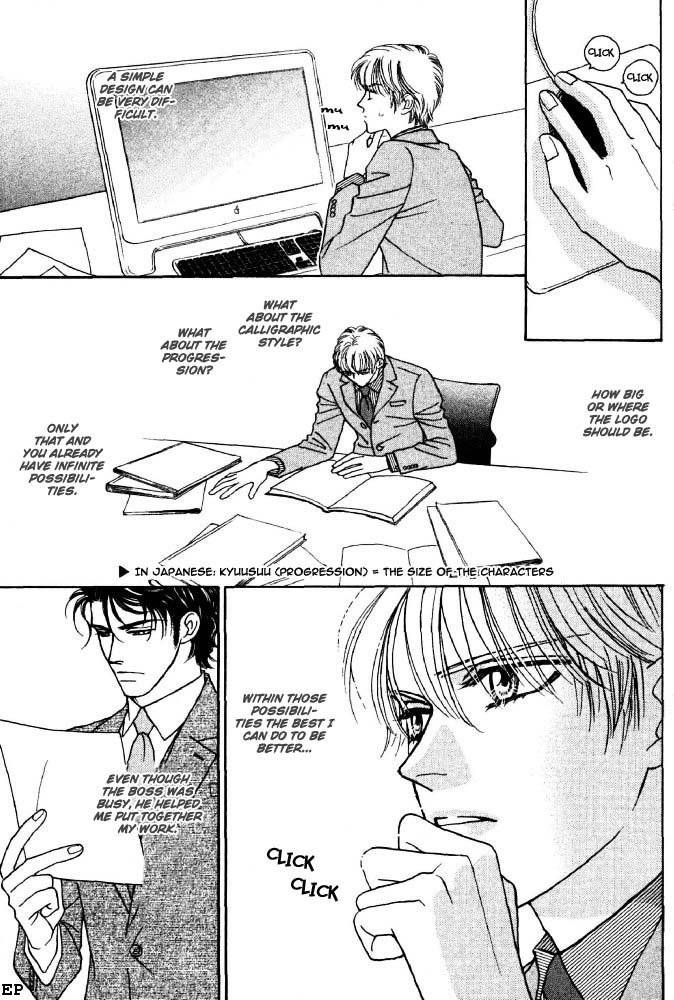 CLICK
CLICK
A SIMPLE
DESIGN CAN
BE VERY DIF-
FICULT.
mu
mu
HOW BIG
OR WHERE
THE LOGO
SHOULD BE.
WHAT
ABOUT THE
CALLIGRAPHIC
STYLE?
WHAT
ABOUT THE
PROGRES-
SION?
ONLY
THAT AND
YOU ALREADY
HAVE INFINITE
POSSIBILI-
TIES.
▶ IN JAPANESE: KYUUSUU (PROGRESSION) = THE SIZE OF THE CHARACTERS
WITHIN THOSE
POSSIBILI-
TIES THE BEST I
CAN DO TO BE
BETTER...
CLICK
CLICK
EVEN THOUGH
THE BOSS WAS
BUSY, HE HELPED
ME PUT TOGETHER
MY WORK.
EP